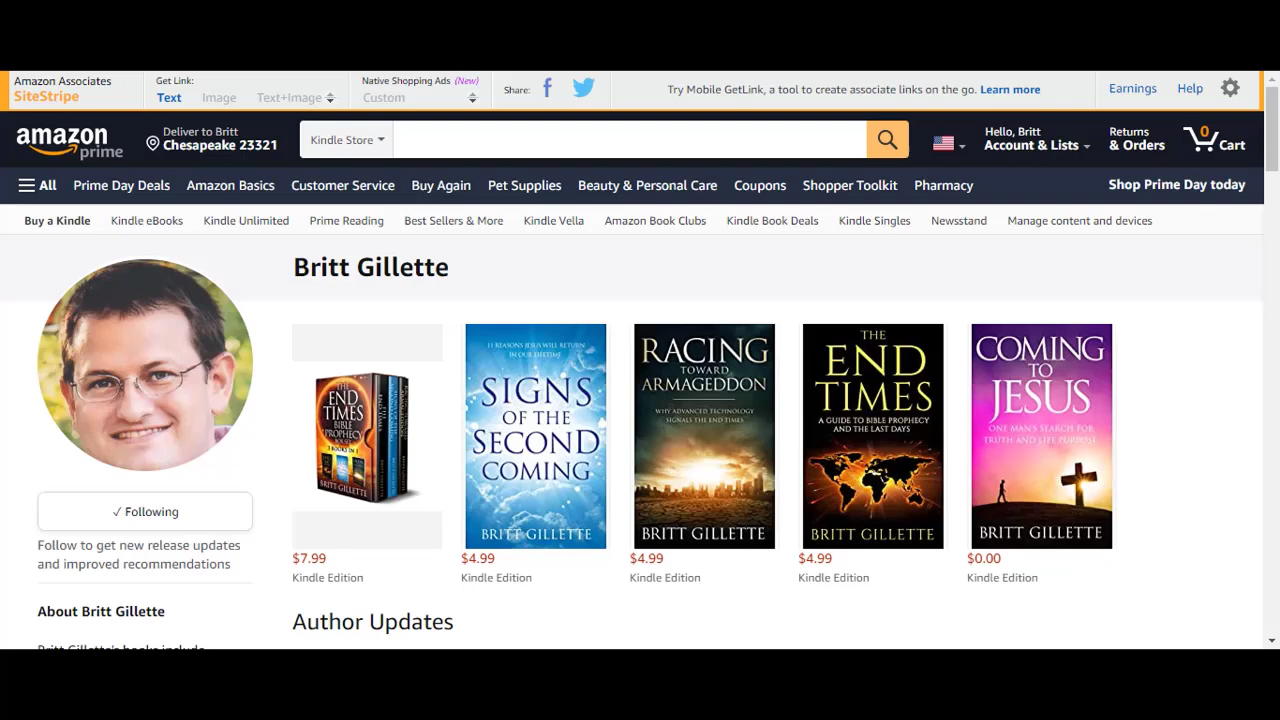 Amazon Associates
SiteStripe
Get Link:
Text Image Text+Image
Native Shopping Ads (New)
Custom
Share:
Try Mobile GetLink, a tool to create associate links on the go. Learn more
Earnings Help
amazon
prime
Deliver to Britt
Chesapeake 23321
Kindle Store
Hello, Britt
Account & Lists
Returns
& Orders
0
Cart
All Prime Day Deals Amazon Basics Customer Service Buy Again Pet Supplies Beauty & Personal Care Coupons Shopper Toolkit Pharmacy Shop Prime Day today
Buy a Kindle Kindle eBooks Kindle Unlimited Prime Reading Best Sellers & More Kindle Vella Amazon Book Clubs Kindle Book Deals Kindle Singles Newsstand Manage content and devices
Britt Gillette
THE
END
TIMES
BIBLE
PROPHECY
3 BOOKS IN 1
BRITT GILLETTE
$7.99
Kindle Edition
11 REASONS JESUS WILL RETURN
IN OUR LIFETIME
SIGNS
OF THE
SECOND
COMING
BRITT GILLETTE
$4.99
Kindle Edition
RACING
TOWARD
ARMAGEDDON
WHY ADVANCED TECHNOLOGY
SIGNALS THE END TIMES
BRITT GILLETTE
$4.99
Kindle Edition
THE
END
TIMES
A GUIDE TO BIBLE PROPHECY
AND THE LAST DAYS
BRITT GILLETTE
$4.99
Kindle Edition
COMING
TO
JESUS
ONE MAN'S SEARCH FOR
TRUTH AND LIFE PURPOSE
BRITT GILLETTE
$0.00
Kindle Edition
✓ Following
Follow to get new release updates
and improved recommendations
About Britt Gillette
Britt Gillette's books include
Author Updates